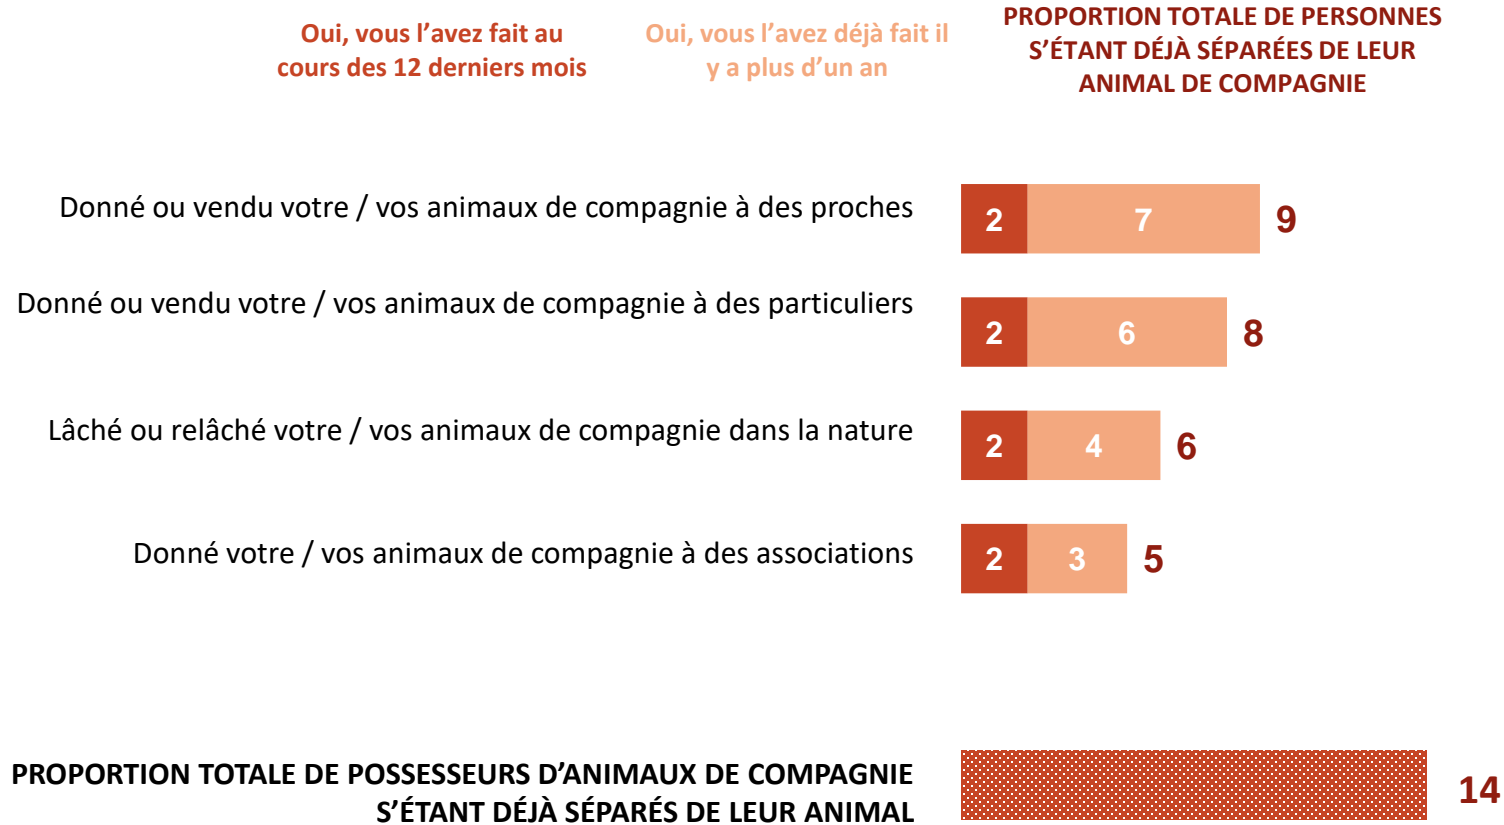 Oui, vous l’avez fait au
cours des 12 derniers mois
Oui, vous l’avez déjà fait il
y a plus d’un an
PROPORTION TOTALE DE PERSONNES
S’ÉTANT DÉJÀ SÉPARÉES DE LEUR
ANIMAL DE COMPAGNIE
Donné ou vendu votre / vos animaux de compagnie à des proches
2 7 9
Donné ou vendu votre / vos animaux de compagnie à des particuliers
2 6 8
Lâché ou relâché votre / vos animaux de compagnie dans la nature
2 4 6
Donné votre / vos animaux de compagnie à des associations
2 3 5
PROPORTION TOTALE DE POSSESSEURS D’ANIMAUX DE COMPAGNIE
S’ÉTANT DÉJÀ SÉPARÉS DE LEUR ANIMAL
14